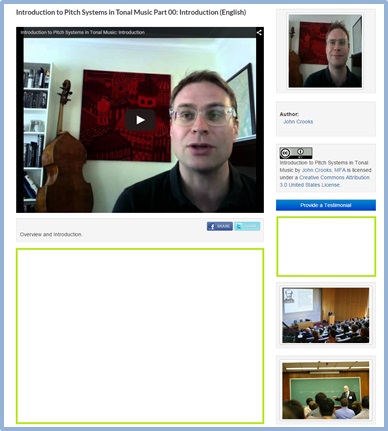 Introduction to Pitch Systems in Tonal Music Part 00: Introduction (English)
Introduction to Pitch Systems in Tonal Music: Introduction
Overview and Introduction
Author:
John Crooks
Introduction to Pitch Systems in Tonal
Music by John Crooks, MFA is licensed
under a Creative Commons Attribution
3.0 United States License.
Provide a Testimonial